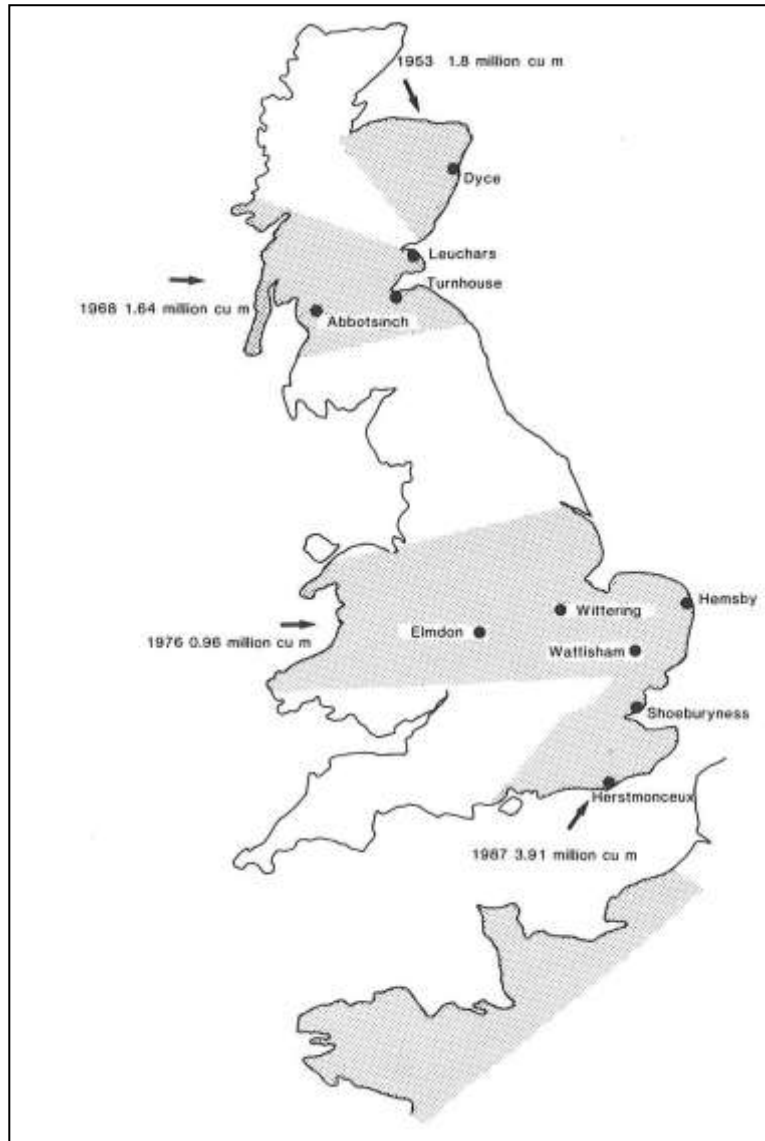 1953 1.8 million cu m
Dyce
Leuchars
Turnhouse
1968 1.64 million cu m
Abbotsinch
Hemsby
Wittering
Elmdon
1976 0.96 million cu m
Wattisham
Shoeburyness
Herstmonceux
1987 3.91 million cu m